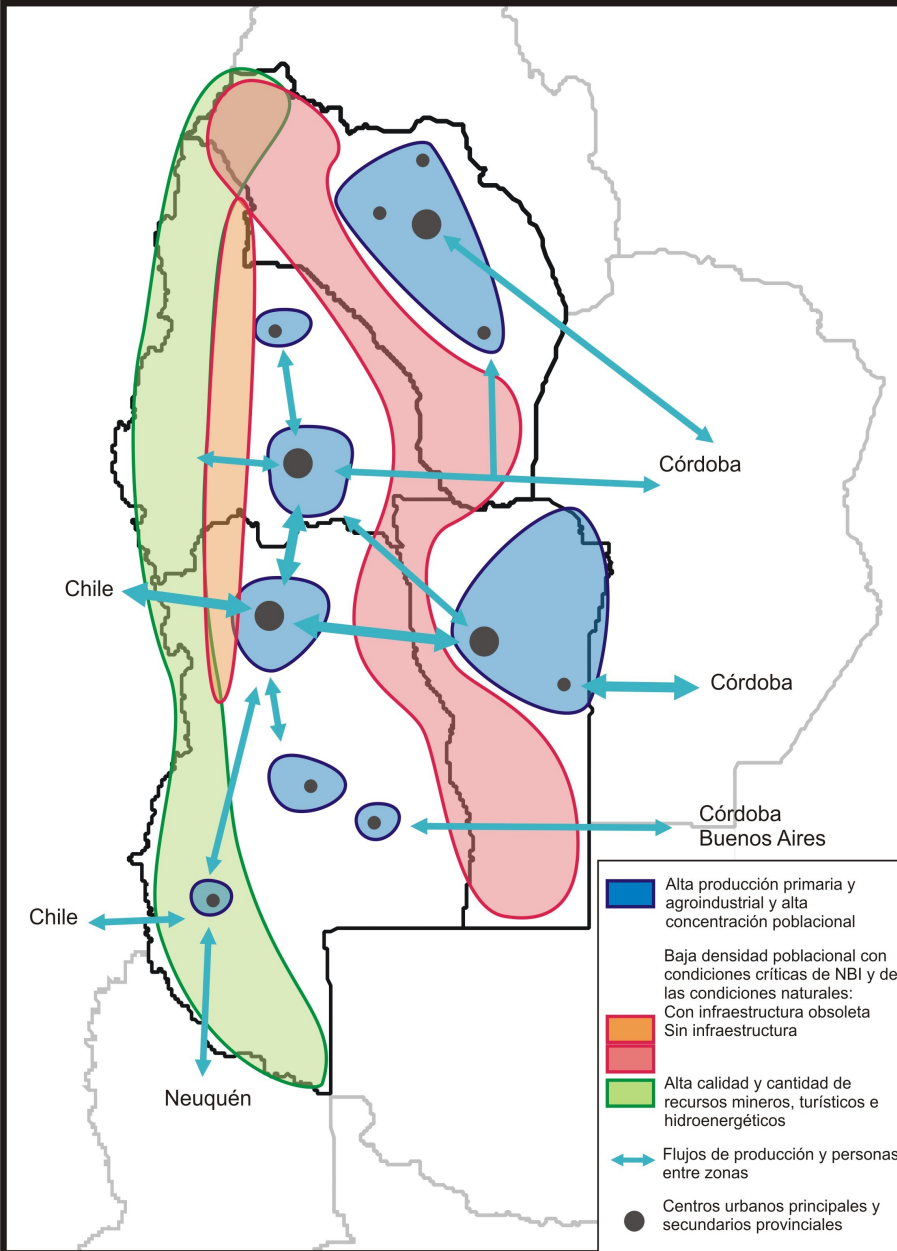 Córdoba
Chile
Córdoba
Córdoba
Buenos Aires
Chile
Neuquén
Alta producción primaria y
agroindustrial y alta
concentración poblacional
Baja densidad poblacional con
condiciones críticas de NBI y de
las condiciones naturales:
Con infraestructura obsoleta
Sin infraestructura
Alta calidad y cantidad de
recursos mineros, turísticos e
hidroenergéticos
Flujos de producción y personas
entre zonas
Centros urbanos principales y
secundarios provinciales